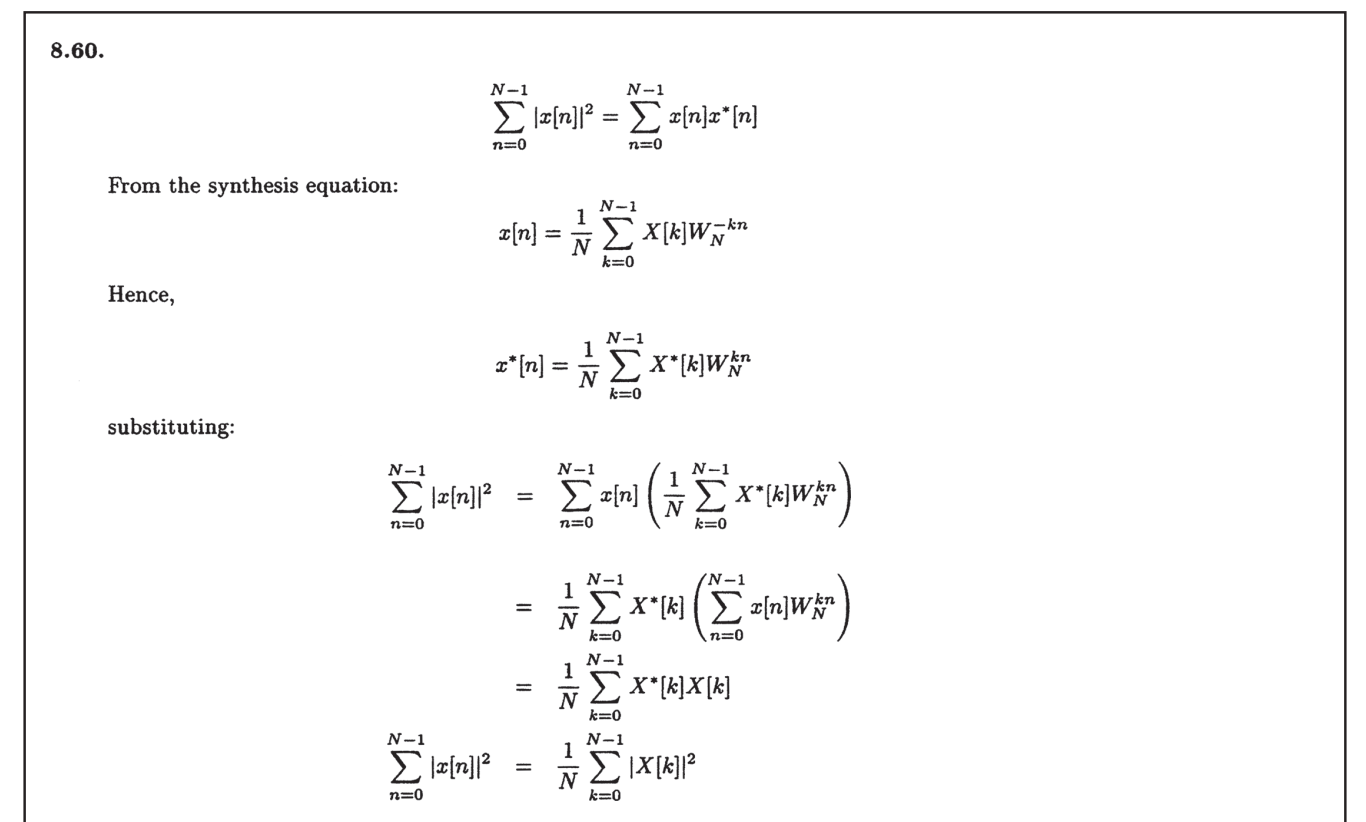 8.60.
\sum_{n=0}^{N-1} |x[n]|^2 = \sum_{n=0}^{N-1} x[n]x^*[n]
From the synthesis equation:
x[n] = \frac{1}{N} \sum_{k=0}^{N-1} X[k]W_N^{-kn}
Hence,
x^*[n] = \frac{1}{N} \sum_{k=0}^{N-1} X^*[k]W_N^{kn}
substituting:
\sum_{n=0}^{N-1} |x[n]|^2 = \sum_{n=0}^{N-1} x[n] \left( \frac{1}{N} \sum_{k=0}^{N-1} X^*[k]W_N^{kn} \right)
= \frac{1}{N} \sum_{k=0}^{N-1} X^*[k] \left( \sum_{n=0}^{N-1} x[n]W_N^{kn} \right)
= \frac{1}{N} \sum_{k=0}^{N-1} X^*[k]X[k]
\sum_{n=0}^{N-1} |x[n]|^2 = \frac{1}{N} \sum_{k=0}^{N-1} |X[k]|^2